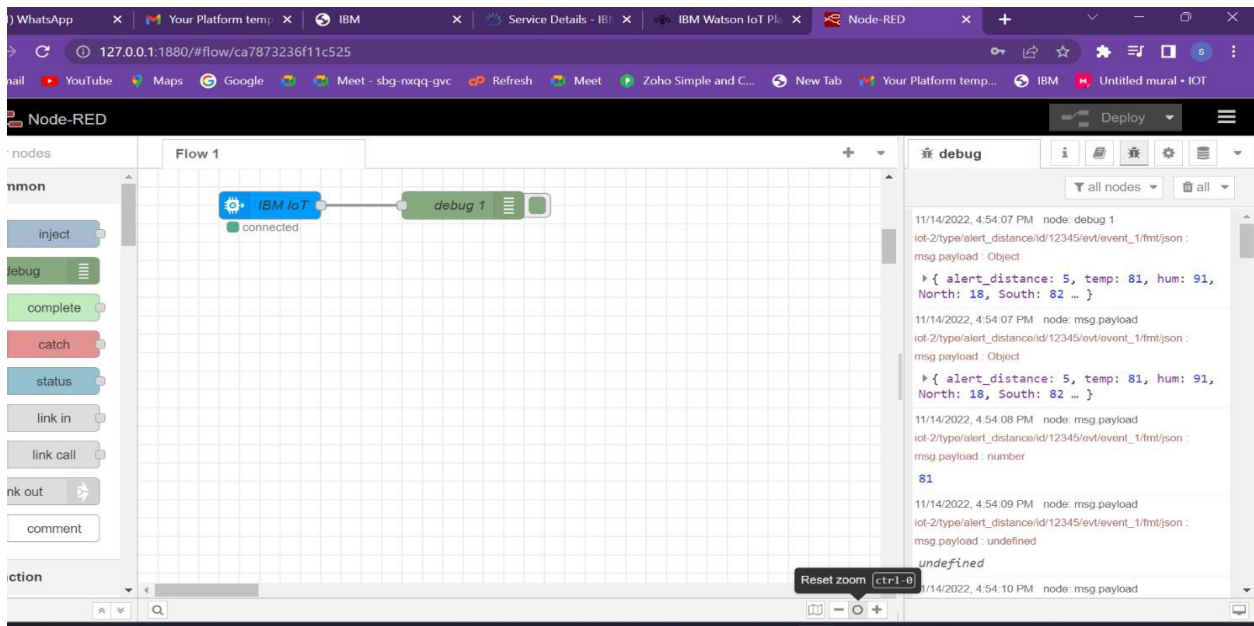 ) WhatsApp
Your Platform temp
IBM
Service Details - IB
IBM Watson IoT Pla
Node-RED
127.0.0.1:1880/#flow/ca7873236f11c525
s
nail YouTube Maps Google Meet - sbg-nxqq-gvc Refresh Meet Zoho Simple and C... New Tab Your Platform temp... IBM Untitled mural • IOT
Node-RED
Deploy
nodes
Flow 1
debug
all nodes
all
mmon
inject
debug
complete
catch
status
link in
link call
nk out
comment
ction
IBM IoT
connected
debug 1
11/14/2022, 4:54:07 PM node: debug 1
iot-2/type/alert_distance/id/12345/evt/event_1/fmt/json :
msg.payload : Object
{ alert_distance: 5, temp: 81, hum: 91,
North: 18, South: 82 … }
11/14/2022, 4:54:07 PM node: msg.payload
iot-2/type/alert_distance/id/12345/evt/event_1/fmt/json :
msg.payload : Object
{ alert_distance: 5, temp: 81, hum: 91,
North: 18, South: 82 … }
11/14/2022, 4:54:08 PM node: msg.payload
iot-2/type/alert_distance/id/12345/evt/event_1/fmt/json :
msg.payload : number
81
11/14/2022, 4:54:09 PM node: msg.payload
iot-2/type/alert_distance/id/12345/evt/event_1/fmt/json :
msg.payload : undefined
undefined
1/14/2022, 4:54:10 PM node: msg.payload
Reset zoom ctrl-0